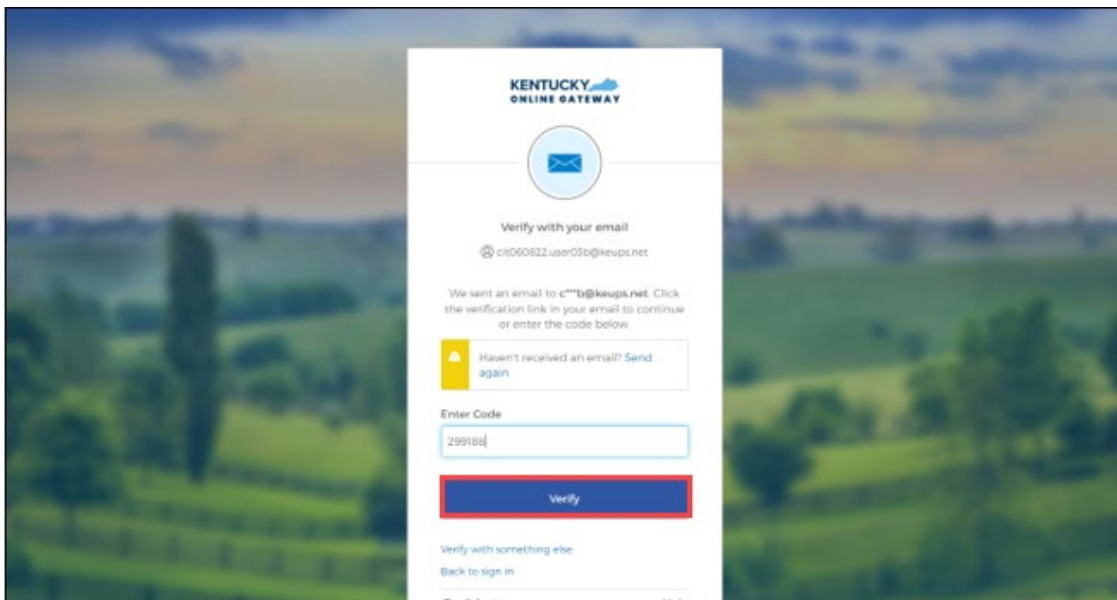 KENTUCKY
ONLINE GATEWAY
Verify with your email
cit060822.user03b@keups.net
We sent an email to c***b@keups.net. Click
the verification link in your email to continue
or enter the code below.
Haven't received an email? Send
again
Enter Code
299188
Verify
Verify with something else
Back to sign in